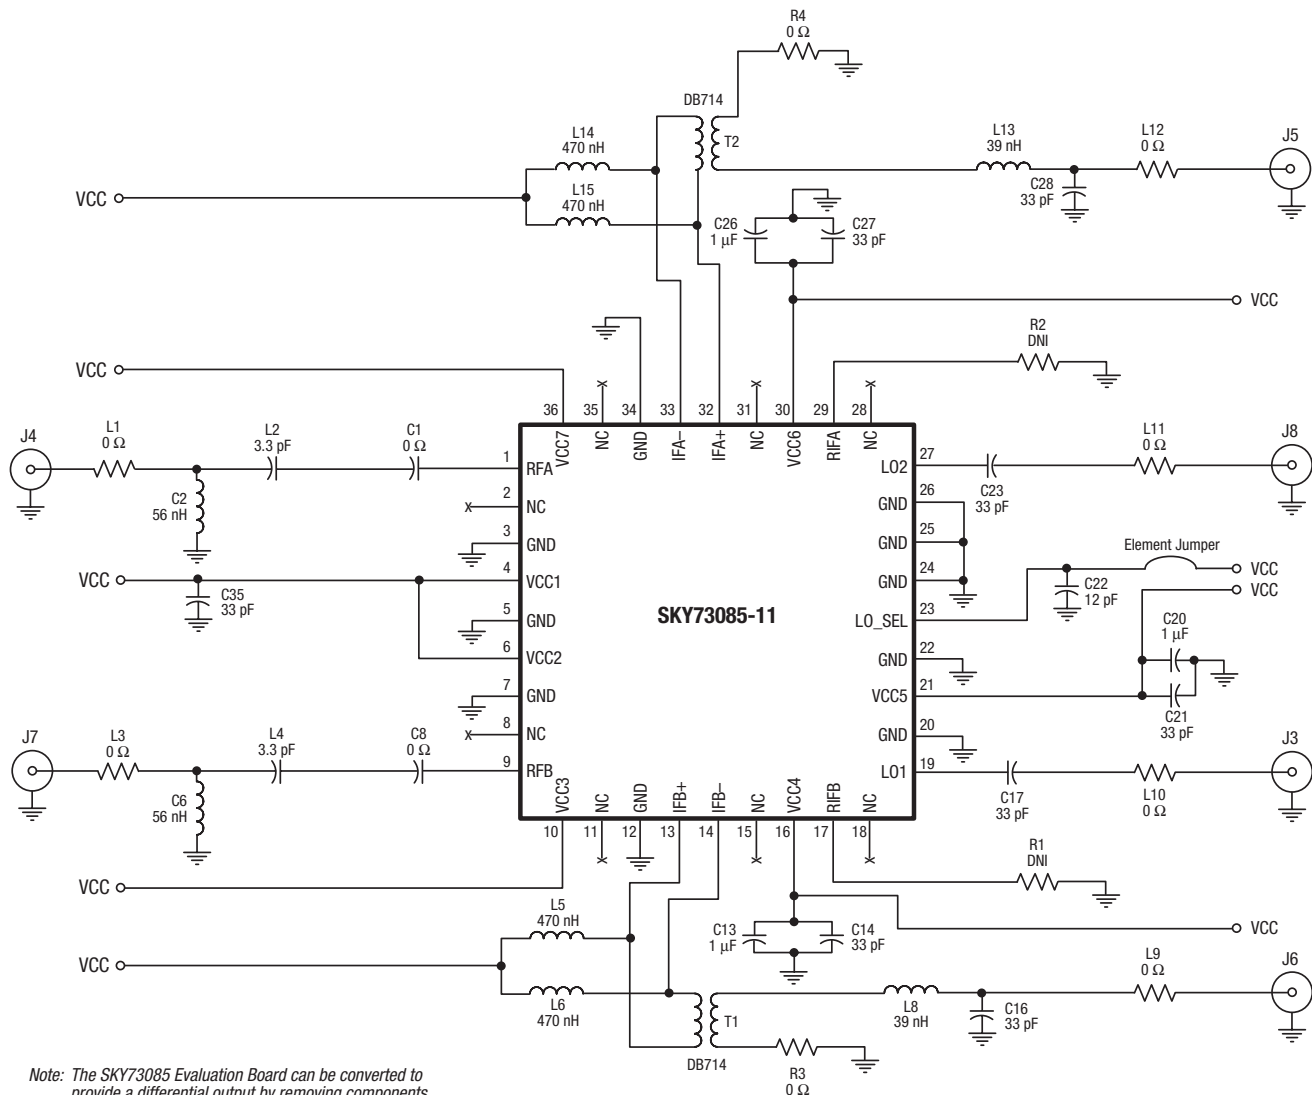 R4
0 Ω
DB714
T2
L14
470 nH
L15
470 nH
VCC
L13
39 nH
L12
0 Ω
J5
C28
33 pF
C26
1 µF
C27
33 pF
VCC
R2
DNI
VCC
36 35 34 33 32 31 30 29 28
VCC7
NC
GND
IFA–
IFA+
NC
VCC6
RIFA
NC
J4
L1
0 Ω
L2
3.3 pF
C1
0 Ω
C2
56 nH
1 RFA
2 NC
3 GND
4 VCC1
5 GND
6 VCC2
7 GND
8 NC
9 RFB
VCC
C35
33 pF
SKY73085-11
LO2 27
GND 26
GND 25
GND 24
LO_SEL 23
GND 22
VCC5 21
GND 20
LO1 19
C23
33 pF
L11
0 Ω
J8
Element Jumper
VCC
VCC
C22
12 pF
C20
1 µF
C21
33 pF
J7
L3
0 Ω
L4
3.3 pF
C8
0 Ω
C6
56 nH
C17
33 pF
L10
0 Ω
J3
VCC3
NC
GND
IFB+
IFB–
NC
VCC4
RIFB
NC
10 11 12 13 14 15 16 17 18
R1
DNI
VCC
L5
470 nH
VCC
L6
470 nH
C13
1 µF
C14
33 pF
VCC
T1
DB714
L8
39 nH
C16
33 pF
L9
0 Ω
J6
R3
0 Ω
Note: The SKY73085 Evaluation Board can be converted to
provide a differential output by removing components